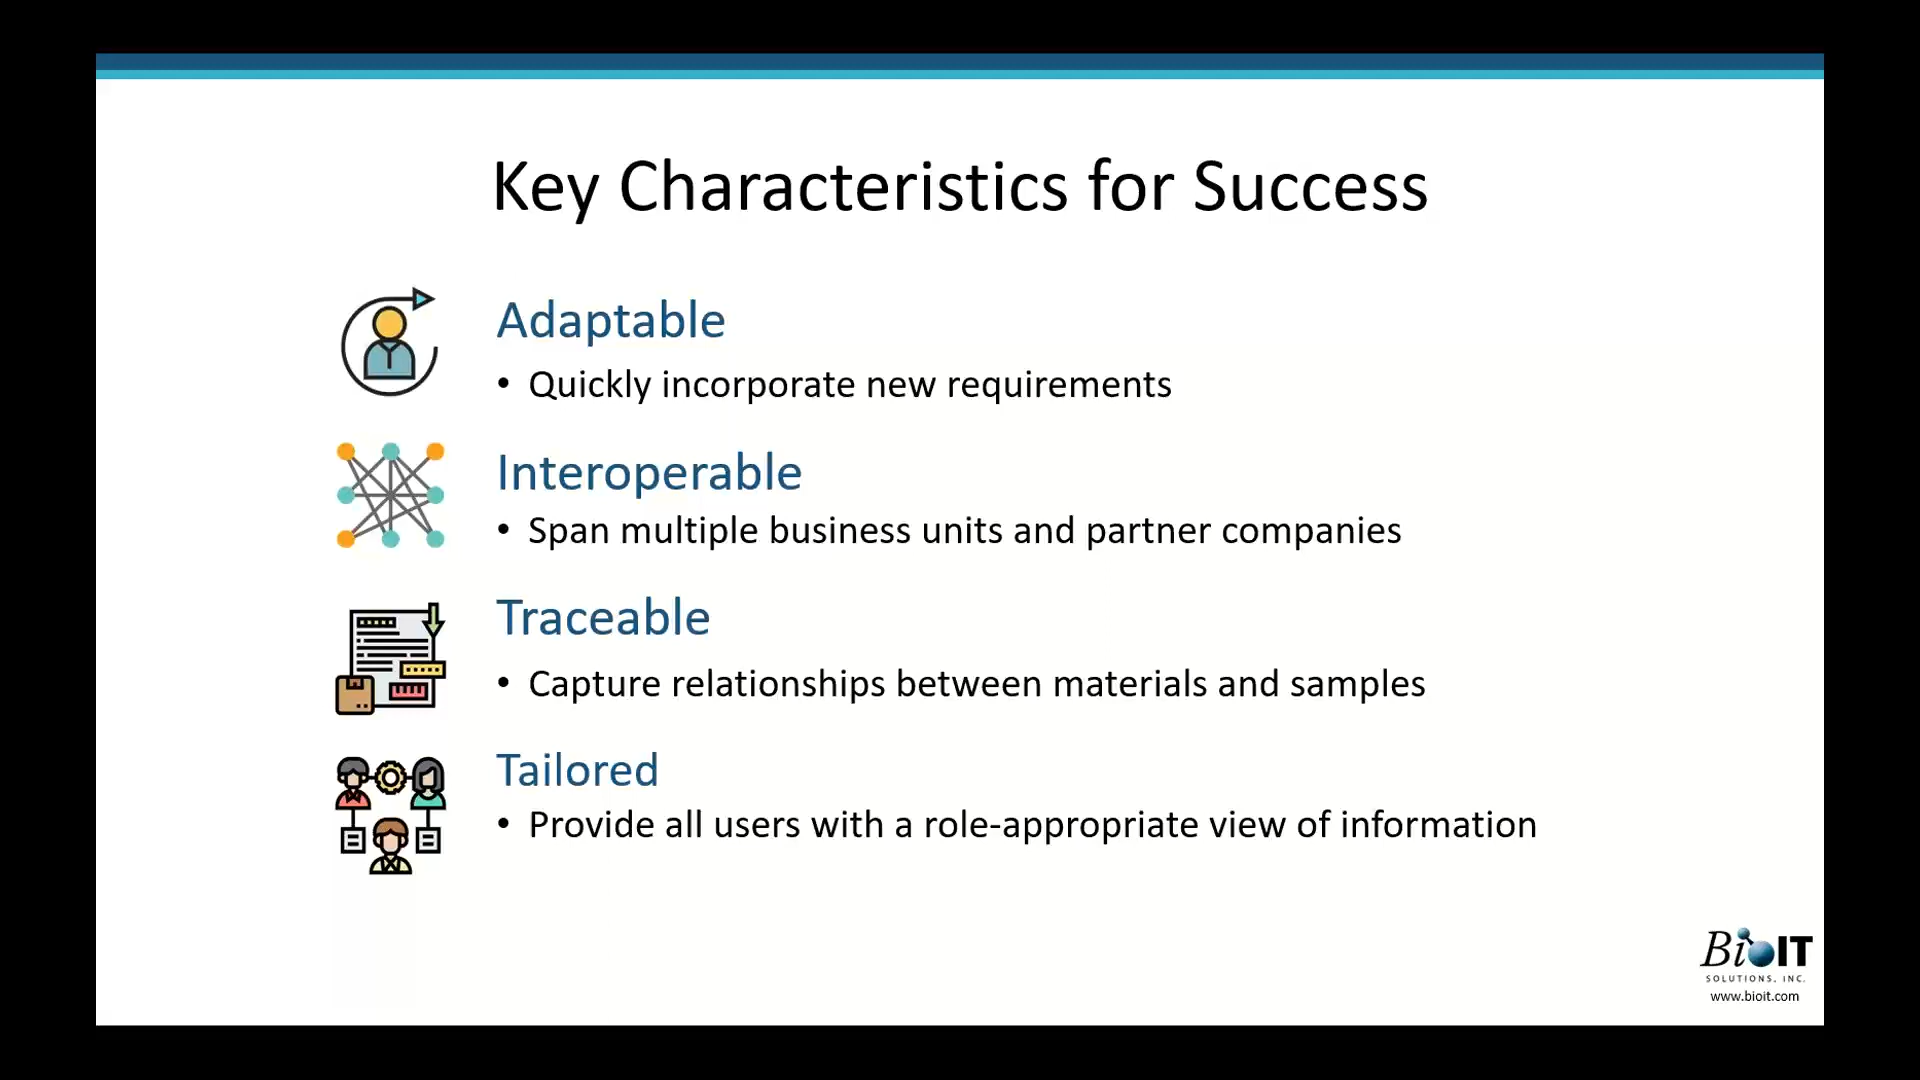 Key Characteristics for Success
Adaptable
• Quickly incorporate new requirements
Interoperable
• Span multiple business units and partner companies
Traceable
• Capture relationships between materials and samples
Tailored
• Provide all users with a role-appropriate view of information
BioIT
SOLUTIONS, INC.
www.bioit.com